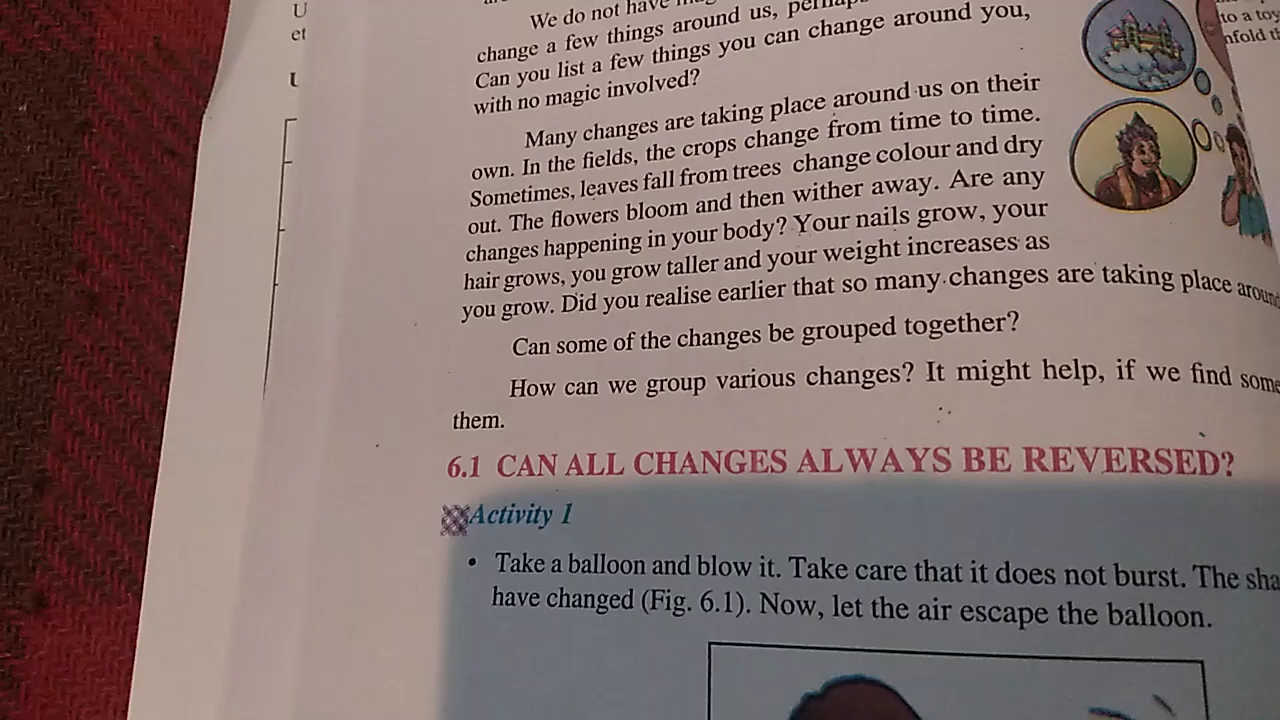 U
et
We do not have
change a few things around us, perhaps
Can you list a few things you can change around you,
with no magic involved?
to a toy
Many changes are taking place around us on their
own. In the fields, the crops change from time to time.
Sometimes, leaves fall from trees change colour and dry
out. The flowers bloom and then wither away. Are any
changes happening in your body? Your nails grow, your
hair grows, you grow taller and your weight increases as
you grow. Did you realise earlier that so many changes are taking place around
Can some of the changes be grouped together?
How can we group various changes? It might help, if we find some
them.
6.1 CAN ALL CHANGES ALWAYS BE REVERSED?
Activity 1
• Take a balloon and blow it. Take care that it does not burst. The sha
have changed (Fig. 6.1). Now, let the air escape the balloon.